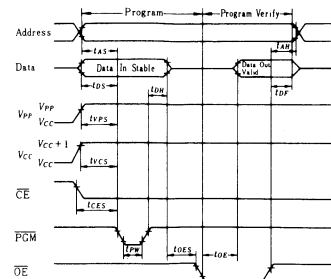 Program Program Verify
Address
tAS tAH
Data Data In Stable Data Out Valid
tDS tDH tDF
VPP VPP
VCC tVPS
VCC VCC+1
VCC tVCS
CE
tCES
PGM
tPW
tOES tOE
OE